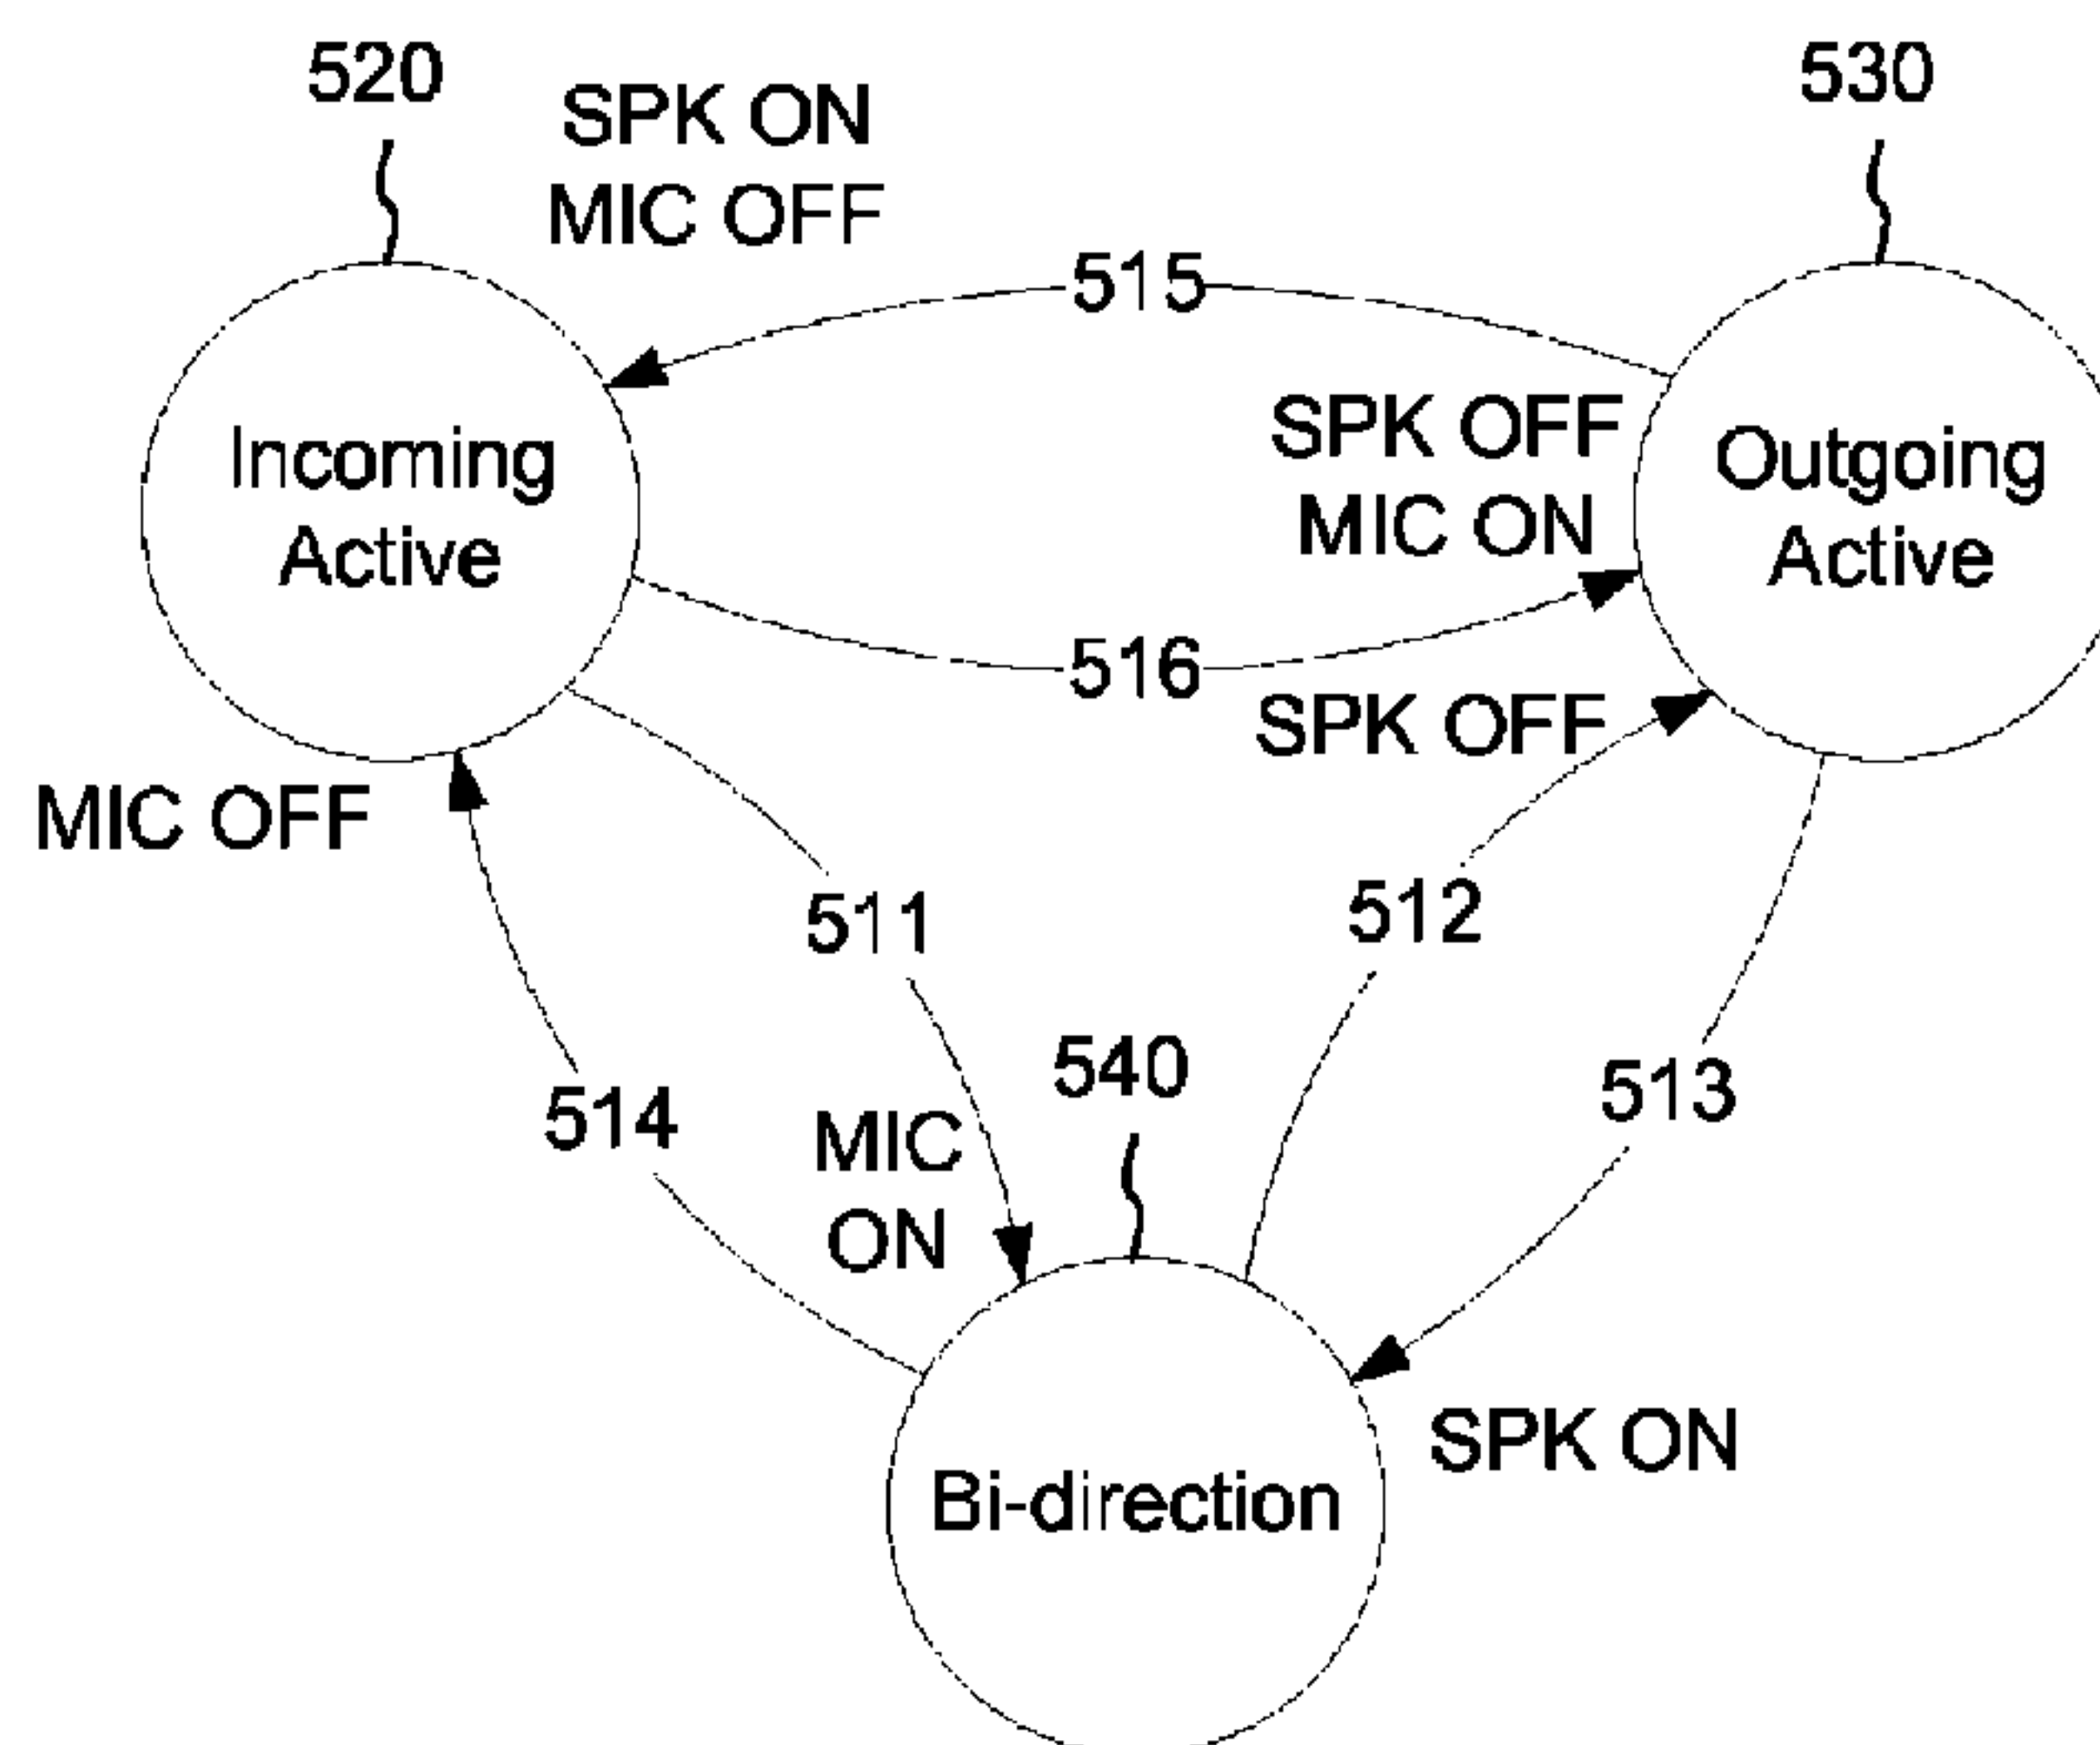 520
530
SPK ON
MIC OFF
515
SPK OFF
MIC ON
Incoming
Active
Outgoing
Active
516
SPK OFF
MIC OFF
511
512
540
513
514
MIC
ON
SPK ON
Bi-direction